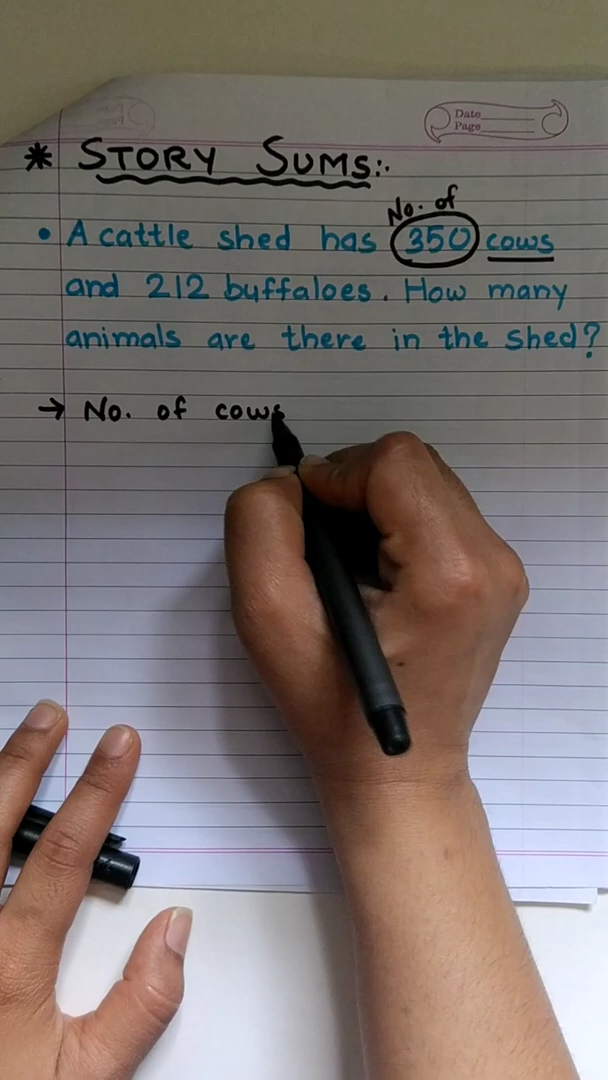 Date
Page
* STORY SUMS:.
No. of
• A cattle shed has 350 cows
and 212 buffaloes. How many
animals are there in the shed?
→ No. of cows